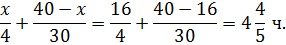 x/4 + (40 − x)/30 = 16/4 + (40 − 16)/30 = 4 4/5 ч.